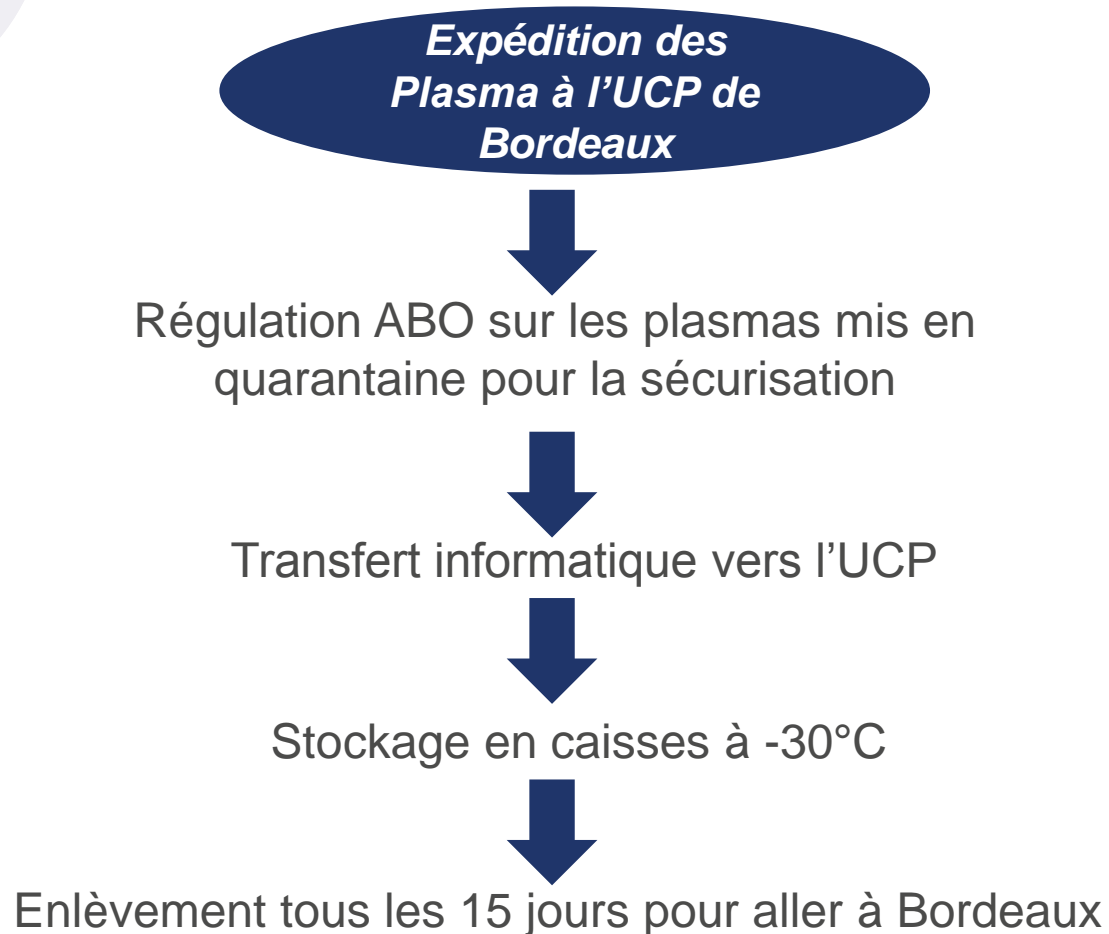 Expédition des
Plasma à l’UCP de
Bordeaux
Régulation ABO sur les plasmas mis en
quarantaine pour la sécurisation
Transfert informatique vers l’UCP
Stockage en caisses à -30°C
Enlèvement tous les 15 jours pour aller à Bordeaux